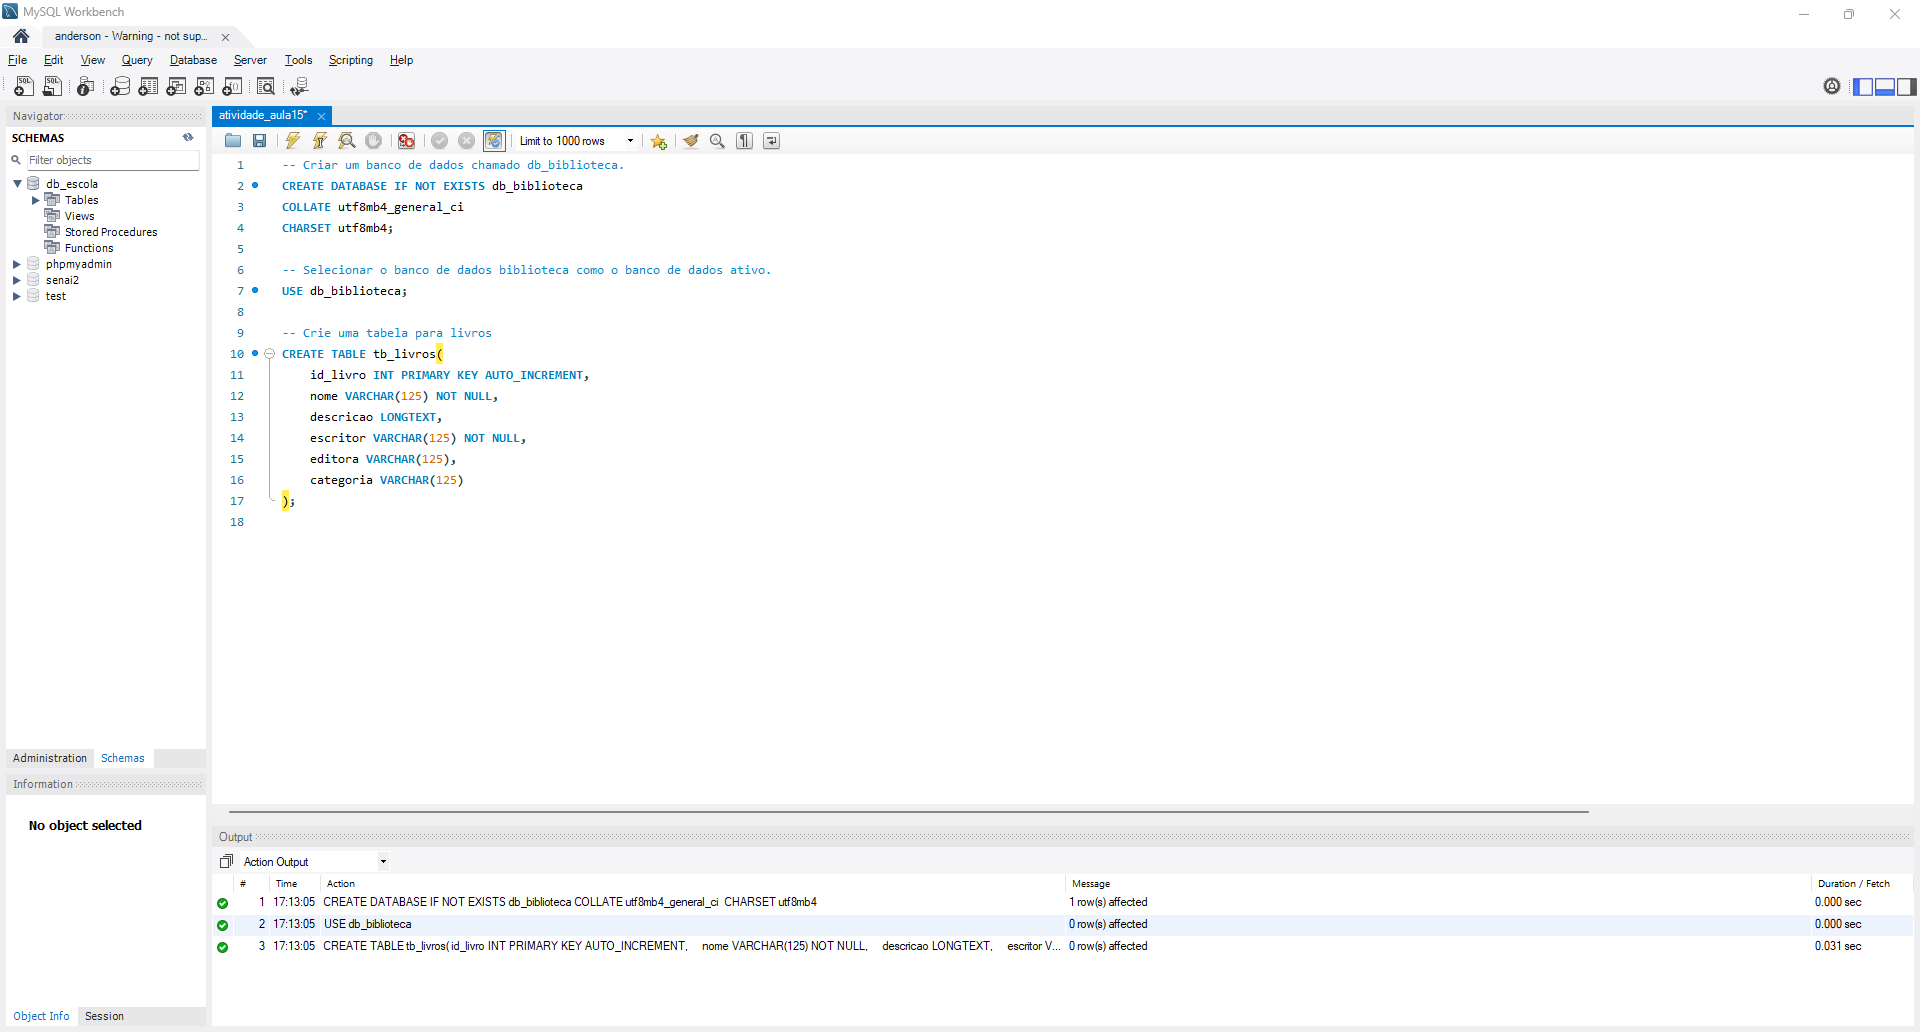 MySQL Workbench
anderson - Warning - not sup...
File Edit View Query Database Server Tools Scripting Help
Navigator
SCHEMAS
Filter objects
db_escola
Tables
Views
Stored Procedures
Functions
phpmyadmin
senai2
test
Administration Schemas
Information
No object selected
Object Info Session
atividade_aula15*
Limit to 1000 rows
1 -- Criar um banco de dados chamado db_biblioteca.
2 CREATE DATABASE IF NOT EXISTS db_biblioteca
3 COLLATE utf8mb4_general_ci
4 CHARSET utf8mb4;
5
6 -- Selecionar o banco de dados biblioteca como o banco de dados ativo.
7 USE db_biblioteca;
8
9 -- Crie uma tabela para livros
10 CREATE TABLE tb_livros(
11 id_livro INT PRIMARY KEY AUTO_INCREMENT,
12 nome VARCHAR(125) NOT NULL,
13 descricao LONGTEXT,
14 escritor VARCHAR(125) NOT NULL,
15 editora VARCHAR(125),
16 categoria VARCHAR(125)
17 );
18
Output
Action Output
# Time Action Message Duration / Fetch
1 17:13:05 CREATE DATABASE IF NOT EXISTS db_biblioteca COLLATE utf8mb4_general_ci CHARSET utf8mb4 1 row(s) affected 0.000 sec
2 17:13:05 USE db_biblioteca 0 row(s) affected 0.000 sec
3 17:13:05 CREATE TABLE tb_livros( id_livro INT PRIMARY KEY AUTO_INCREMENT, nome VARCHAR(125) NOT NULL, descricao LONGTEXT, escritor V... 0 row(s) affected 0.031 sec